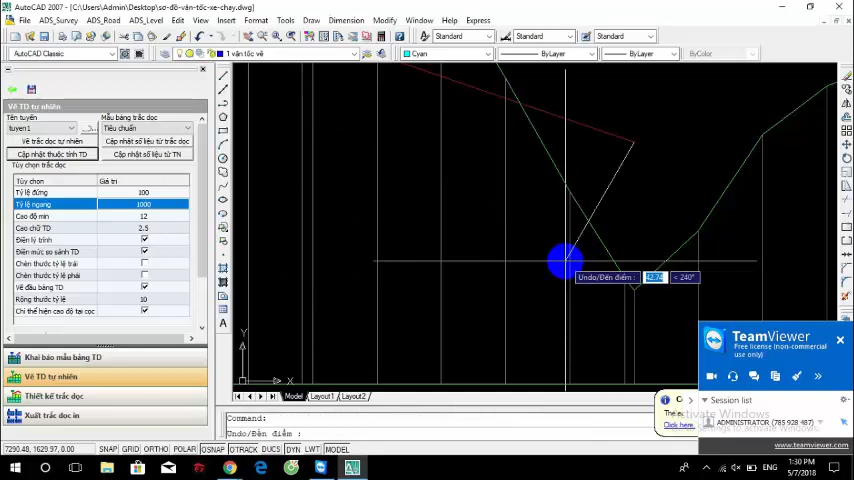 AutoCAD 2007 - [C:\Users\Admin\Desktop\sơ-đồ-vận-tốc-xe-chạy.dwg]
File ADS_Survey ADS_Road ADS_Level Edit View Insert Format Tools Draw Dimension Modify Window Help Express
Standard Standard Standard
AutoCAD Classic 1 vận tốc vẽ Cyan ByLayer ByLayer ByColor
Vẽ TD tự nhiên
Tên tuyến Mẫu bảng trắc dọc
tuyen1 ... Tiêu chuẩn
Vẽ trắc dọc tự nhiên Cập nhật số liệu từ trắc dọc
Cập nhật thuộc tính TD Cập nhật số liệu từ TN
Tùy chọn trắc dọc
Tùy chọn Giá trị
Tỷ lệ đứng 100
Tỷ lệ ngang 1000
Cao độ min 12
Cao chữ TD 2.5
Điền lý trình
Điền mức so sánh TD
Chèn thước tỷ lệ trái
Chèn thước tỷ lệ phải
Vẽ đầu bảng TD
Rộng thước tỷ lệ 10
Chỉ thể hiện cao độ tại cọc
Khai báo mẫu bảng TD
Vẽ TD tự nhiên
Thiết kế trắc dọc
Xuất trắc dọc in
Undo/Đến điểm : < 240°
Y
X
Model Layout1 Layout2
Command:
Undo/Đến điểm :
7290.48, 1629.97, 0.00 SNAP GRID ORTHO POLAR OSNAP OTRACK DUCS DYN LWT MODEL
TeamViewer
Free license (non-commercial
use only)
Session list
ADMINISTRATOR (785 928 487)
www.teamviewer.com
Activate Windows
Click here
ENG
1:30 PM
5/7/2018